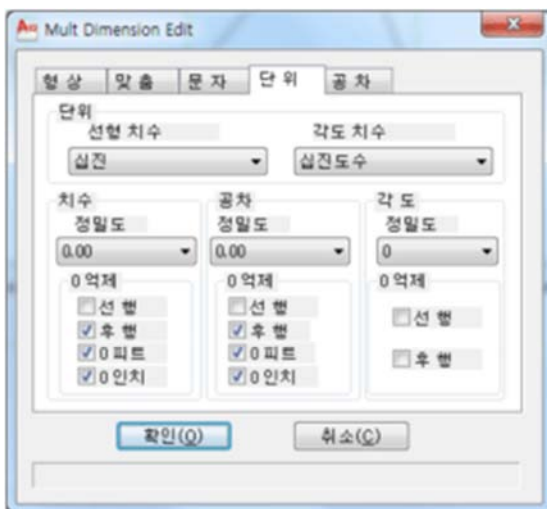 Mult Dimension Edit
형 상 맞 춤 문 자 단 위 공 차
단위
선형 치수 각도 치수
십진 십진도수
치수 공차 각 도
정밀도 정밀도 정밀도
0.00 0.00 0
0 억제 0 억제 0 억제
선 행 선 행 선 행
후 행 후 행 후 행
0 피트 0 피트
0 인치 0 인치
확인(O) 취소(C)